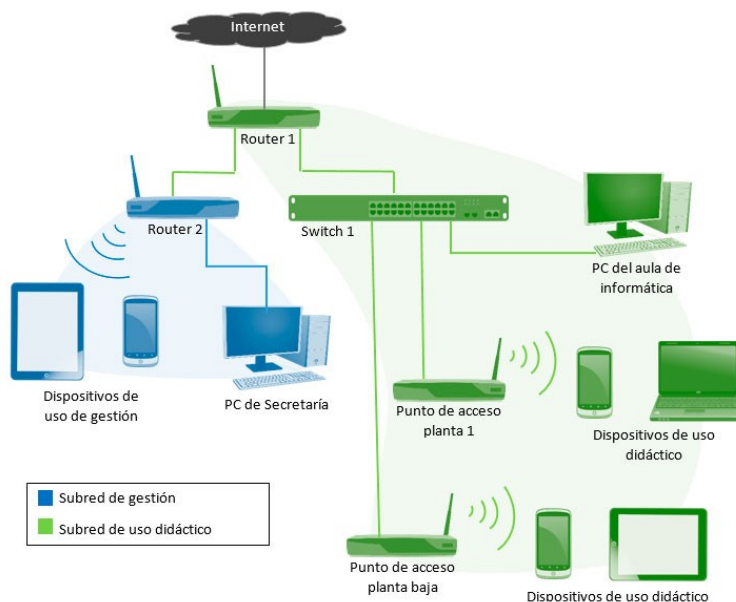 Internet
Router 1
Router 2
Switch 1
PC del aula de
informática
Dispositivos de
uso de gestión
PC de Secretaría
Punto de acceso
planta 1
Dispositivos de uso
didáctico
Subred de gestión
Subred de uso didáctico
Punto de acceso
planta baja
Dispositivos de uso didáctico